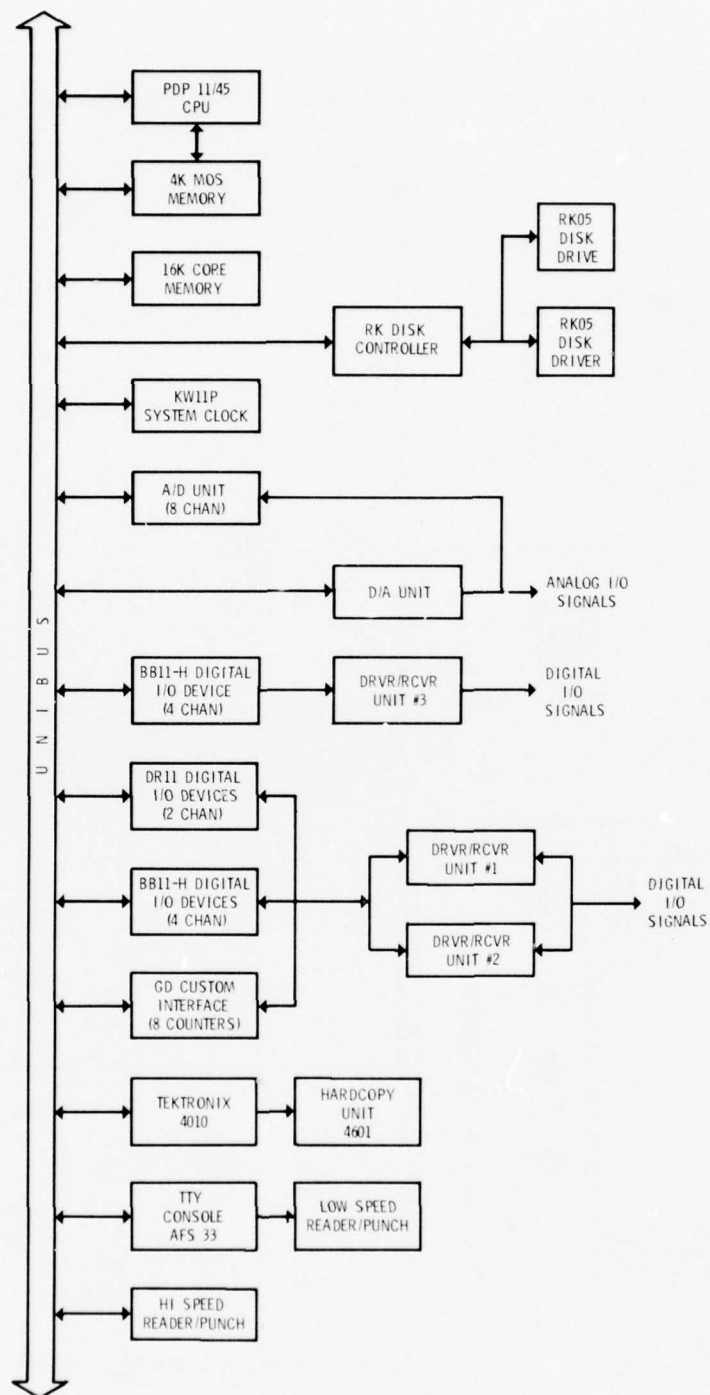 PDP 11/45
CPU
4K MOS
MEMORY
16K CORE
MEMORY
RK05
DISK
DRIVE
RK DISK
CONTROLLER
RK05
DISK
DRIVER
KW11P
SYSTEM CLOCK
A/D UNIT
(8 CHAN)
D/A UNIT
ANALOG I/O
SIGNALS
UNIBUS
BB11-H DIGITAL
I/O DEVICE
(4 CHAN)
DRVR/RCVR
UNIT #3
DIGITAL
I/O
SIGNALS
DR11 DIGITAL
I/O DEVICES
(2 CHAN)
DRVR/RCVR
UNIT #1
BB11-H DIGITAL
I/O DEVICES
(4 CHAN)
DRVR/RCVR
UNIT #2
DIGITAL
I/O
SIGNALS
GD CUSTOM
INTERFACE
(8 COUNTERS)
TEKTRONIX
4010
HARDCOPY
UNIT
4601
TTY
CONSOLE
AFS 33
LOW SPEED
READER/PUNCH
HI SPEED
READER/PUNCH